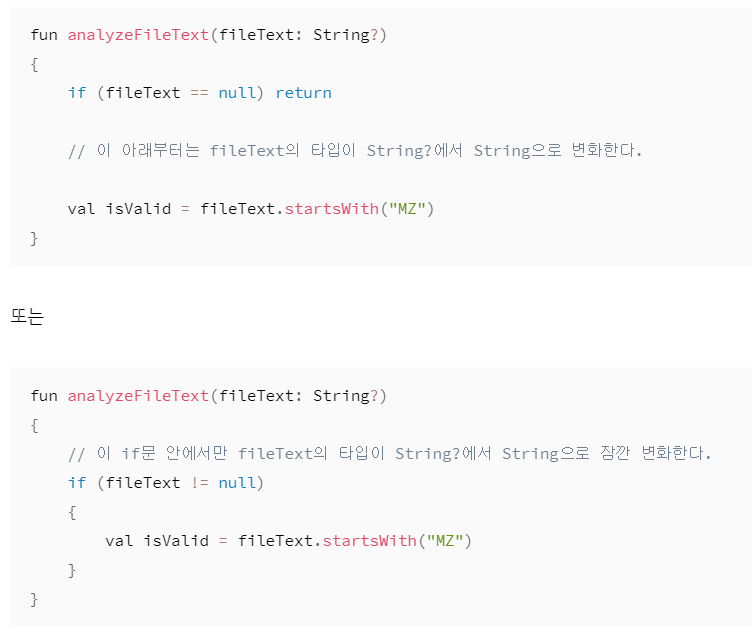 fun analyzeFileText(fileText: String?)
{
    if (fileText == null) return
    // 이 아래부터는 fileText의 타입이 String?에서 String으로 변화한다.
    val isValid = fileText.startsWith("MZ")
}
또는
fun analyzeFileText(fileText: String?)
{
    // 이 if문 안에서만 fileText의 타입이 String?에서 String으로 잠깐 변화한다.
    if (fileText != null)
    {
        val isValid = fileText.startsWith("MZ")
    }
}